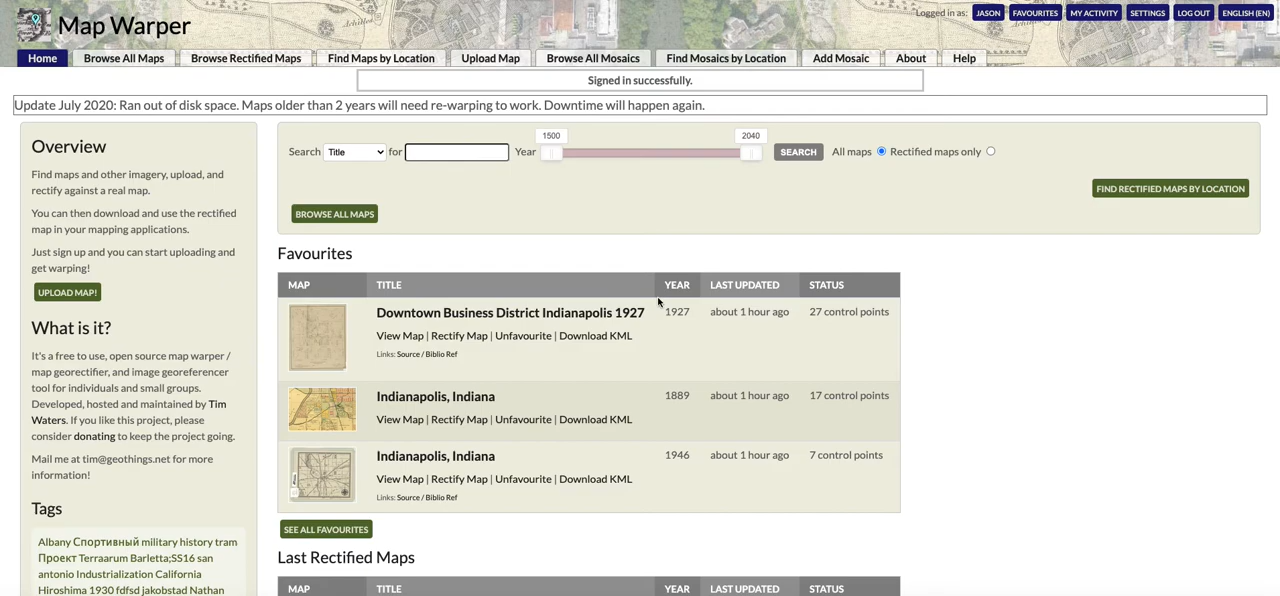 Logged in as: JASON FAVOURITES MY ACTIVITY SETTINGS LOG OUT ENGLISH (EN)
Map Warper
Home Browse All Maps Browse Rectified Maps Find Maps by Location Upload Map Browse All Mosaics Find Mosaics by Location Add Mosaic About Help
Signed in successfully.
Update July 2020: Ran out of disk space. Maps older than 2 years will need re-warping to work. Downtime will happen again.
Overview
Find maps and other imagery, upload, and
rectify against a real map.
You can then download and use the rectified
map in your mapping applications.
Just sign up and you can start uploading and
get warping!
UPLOAD MAP!
What is it?
It's a free to use, open source map warper /
map georectifier, and image georeferencer
tool for individuals and small groups.
Developed, hosted and maintained by Tim
Waters. If you like this project, please
consider donating to keep the project going.
Mail me at tim@geothings.net for more
information!
Tags
Albany Спортивный military history tram
Проект Terraarum Barletta;SS16 san
antonio Industrialization California
Hiroshima 1930 fdfsd jakobstad Nathan
1500 2040
Search Title for Year SEARCH All maps Rectified maps only
FIND RECTIFIED MAPS BY LOCATION
BROWSE ALL MAPS
Favourites
MAP TITLE YEAR LAST UPDATED STATUS
Downtown Business District Indianapolis 1927 1927 about 1 hour ago 27 control points
View Map | Rectify Map | Unfavourite | Download KML
Links: Source / Biblio Ref
Indianapolis, Indiana 1889 about 1 hour ago 17 control points
View Map | Rectify Map | Unfavourite | Download KML
Indianapolis, Indiana 1946 about 1 hour ago 7 control points
View Map | Rectify Map | Unfavourite | Download KML
Links: Source / Biblio Ref
SEE ALL FAVOURITES
Last Rectified Maps
MAP TITLE YEAR LAST UPDATED STATUS